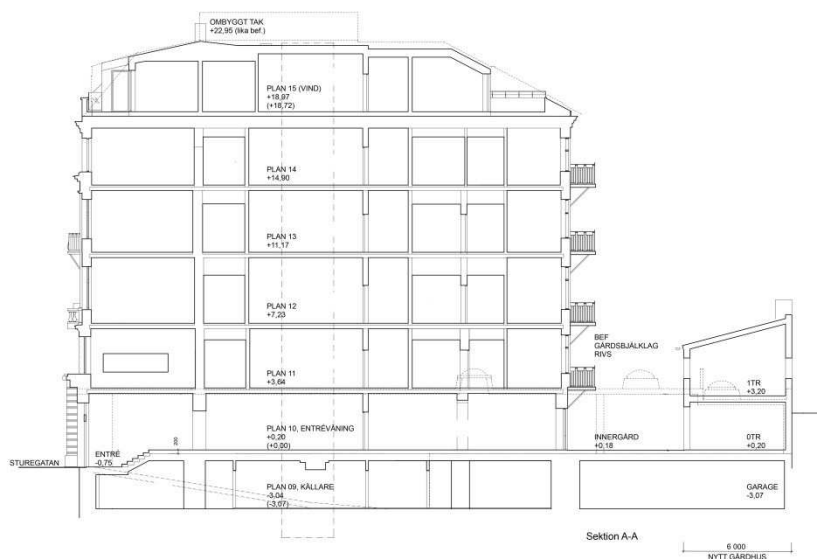 OMBYGGT TAK
+22,95 (lika bef.)
PLAN 15 (VIND)
+18,97
(+18,72)
PLAN 14
+14,90
PLAN 13
+11,17
PLAN 12
+7,23
BEF
GÅRDSBJÄLKLAG
RIVS
PLAN 11
+3,64
1TR
+3,20
PLAN 10, ENTRÉVÅNING
+0,20
(+0,00)
INNERGÅRD
+0,18
0TR
+0,20
ENTRÉ
-0,75
STUREGATAN
PLAN 09, KÄLLARE
-3,04
(-3,07)
GARAGE
-3,07
Sektion A-A
6 000
NYTT GÅRDHUS